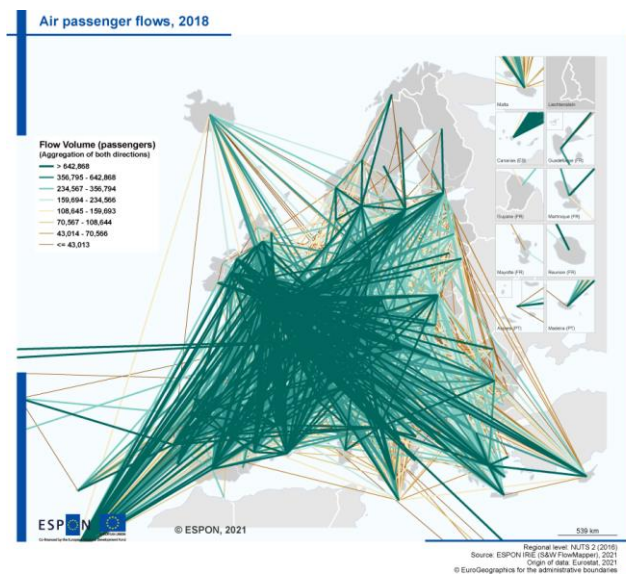 Air passenger flows, 2018
Flow Volume (passengers)
(Aggregation of both directions)
> 642,868
356,795 - 642,868
234,567 - 356,794
159,694 - 234,566
108,645 - 159,693
70,567 - 108,644
43,014 - 70,566
<= 43,013
Malta
Liechtenstein
Canaries (ES)
Guadeloupe (FR)
Guyane (FR)
Martinique (FR)
Mayotte (FR)
Reunion (FR)
(PT)
Madeira (PT)
ESPON
© ESPON, 2021
539 km
Regional level: NUTS 2 (2016)
Source: ESPON IRiE (S&W FlowMapper), 2021
Origin of data: Eurostat, 2021
© EuroGeographics for the administrative boundaries